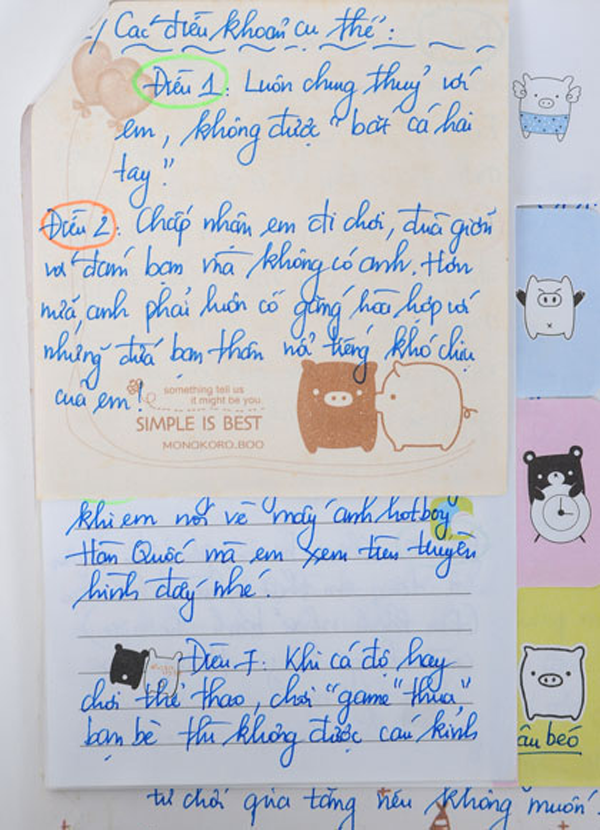 -/ Các điều khoản cụ thể:
Điều 1: Luôn chung thuỷ với
em, không được "bắt cá hai
tay".
Điều 2: Chấp nhận em đi chơi, đùa giỡn
với đám bạn mà không có anh. Hơn
nữa, anh phải luôn cố gắng hòa hợp với
những đứa bạn thân nổi tiếng khó chịu
của em!
something tell us
it might be you
SIMPLE IS BEST
MONOKORO.BOO
khi em nói về mấy anh hotboy
Hàn Quốc mà em xem trên truyền
hình đấy nhé.
Điều 7: Khi cá độ hay
chơi thể thao, chơi "game" thua,
bạn bè thì không được cau kính
ân béo
từ chối qùa tặng nếu không muốn